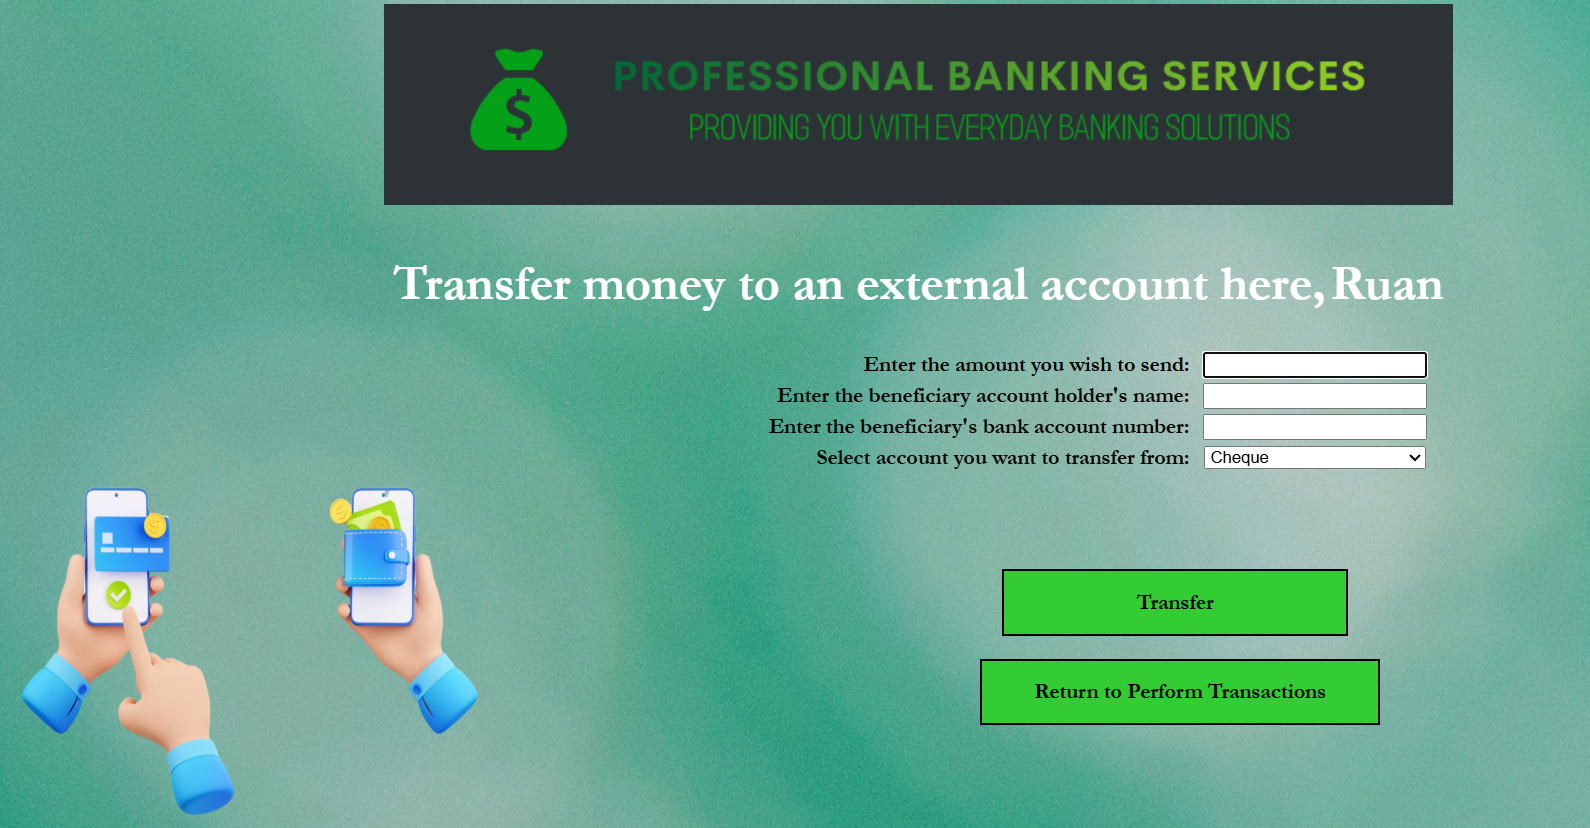 PROFESSIONAL BANKING SERVICES
PROVIDING YOU WITH EVERYDAY BANKING SOLUTIONS
$
Transfer money to an external account here, Ruan
Enter the amount you wish to send:
Enter the beneficiary account holder's name:
Enter the beneficiary's bank account number:
Select account you want to transfer from: Cheque
Transfer
Return to Perform Transactions